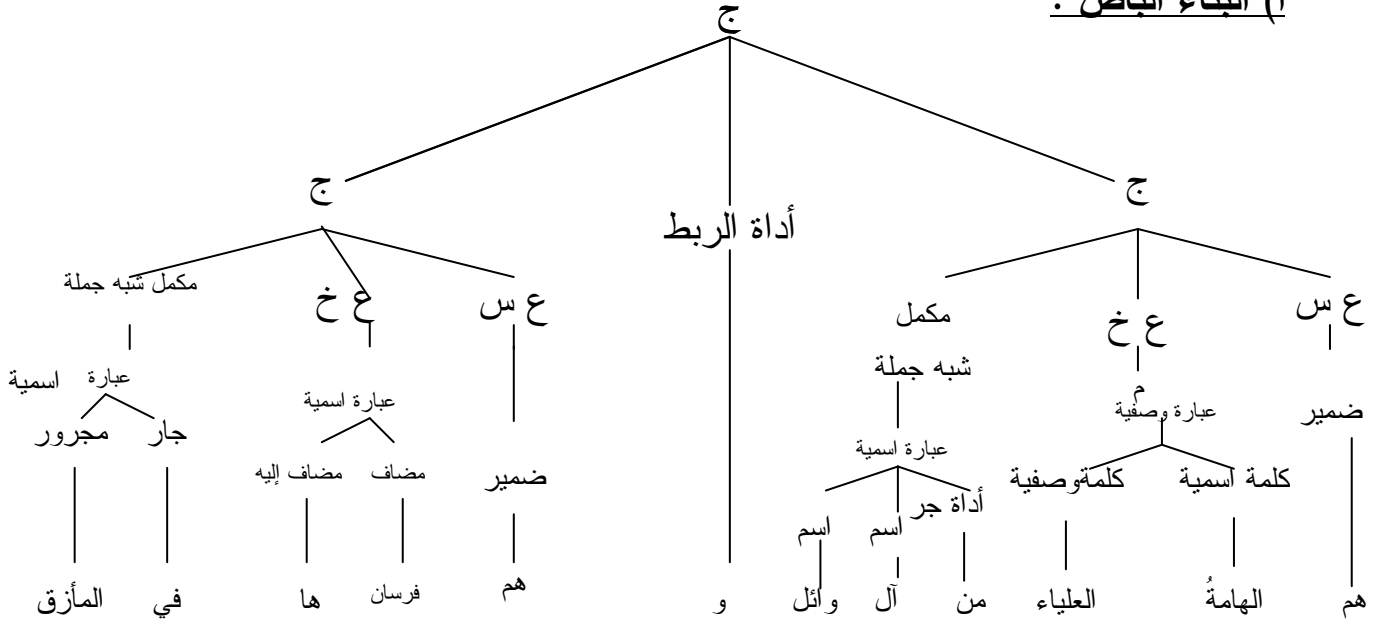 أ) البناء الباطن :
ج
ج ج
أداة الربط
ع س ع خ مكمل ع س ع خ مكمل شبه جملة
شبه جملة
م
ضمير عبارة وصفية عبارة اسمية عبارة اسمية عبارة اسمية
كلمة اسمية كلمةوصفية أداة جر اسم اسم ضمير مضاف مضاف إليه جار مجرور
هم الهامةُ العلياء من آل وائل و هم فرسان ها في المأزق